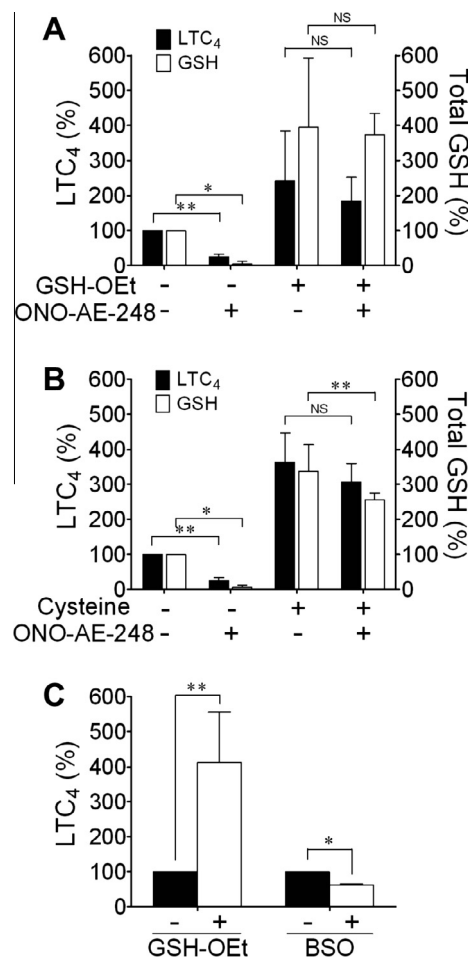 A
NS
LTC₄
NS
GSH
*
**
LTC₄ (%)
600
500
400
300
200
100
0
Total GSH (%)
600
500
400
300
200
100
0
GSH-OEt - - + +
ONO-AE-248 - + - +
B
LTC₄
GSH
**
NS
*
**
LTC₄ (%)
600
500
400
300
200
100
0
Total GSH (%)
600
500
400
300
200
100
0
Cysteine - - + +
ONO-AE-248 - + - +
C
**
*
LTC₄ (%)
600
500
400
300
200
100
0
- + - +
GSH-OEt BSO